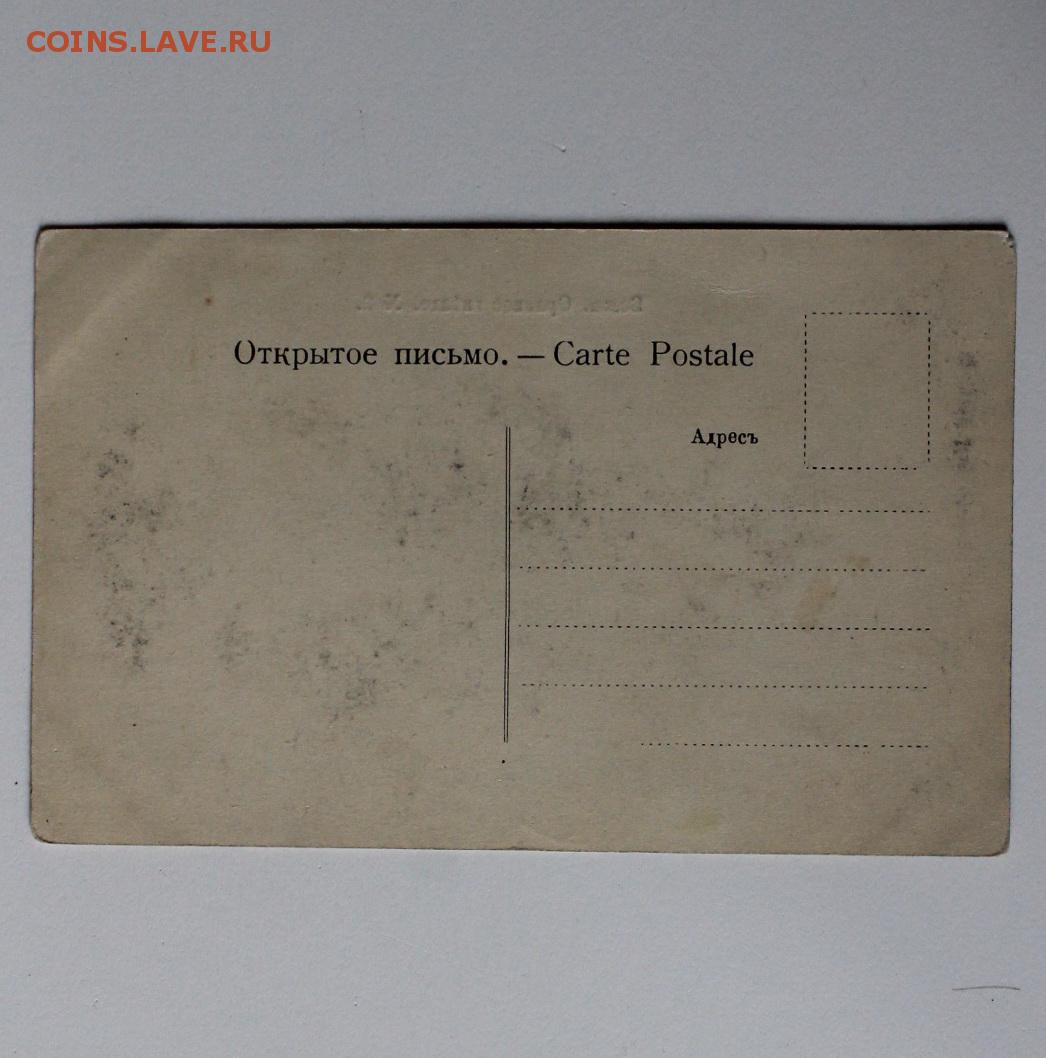 COINS.LAVE.RU
Открытое письмо. — Carte Postale
Адресъ